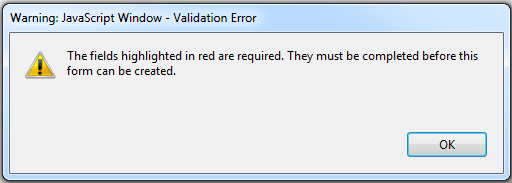 Warning: JavaScript Window - Validation Error
The fields highlighted in red are required. They must be completed before this
form can be created.
OK